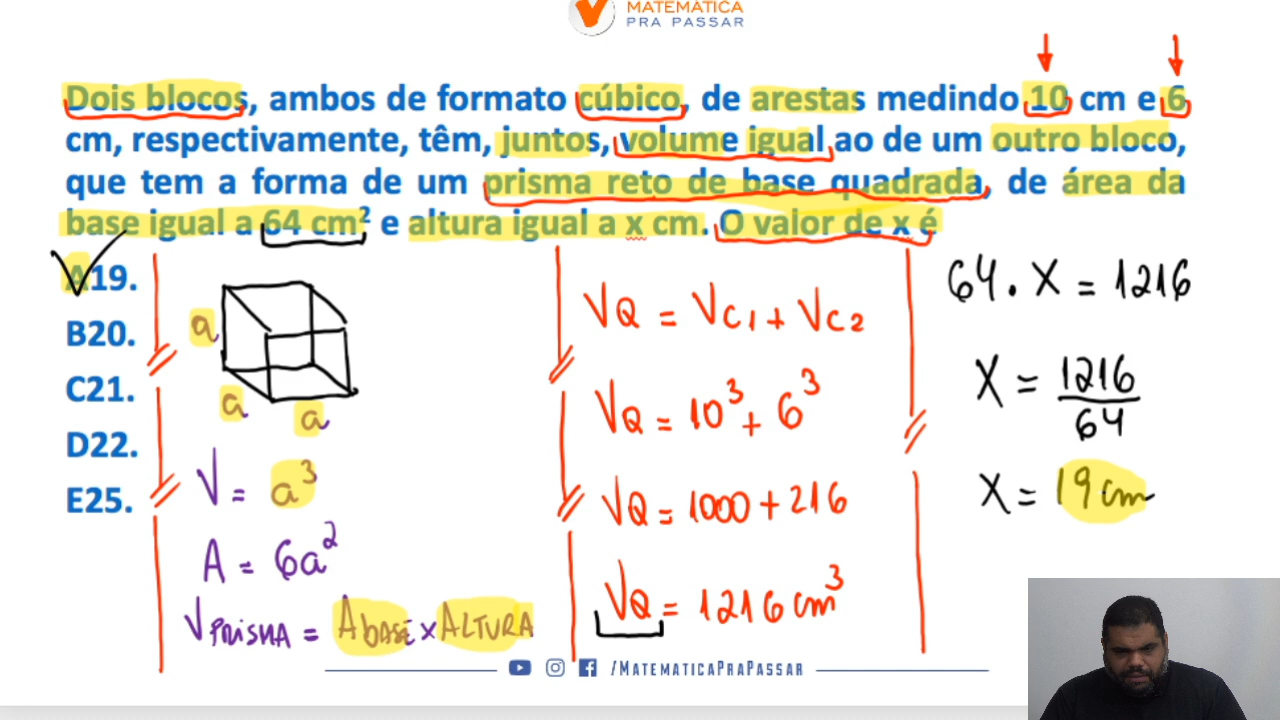 MATEMÁTICA
PRA PASSAR
Dois blocos, ambos de formato cúbico, de arestas medindo 10 cm e 6
cm, respectivamente, têm, juntos, volume igual ao de um outro bloco,
que tem a forma de um prisma reto de base quadrada, de área da
base igual a 64 cm² e altura igual a x cm. O valor de x é
A19.
B20.
C21.
D22.
E25.
a
a
a
V = a³
A = 6a²
VPRISMA = ABASE x ALTURA
VQ = VC1 + VC2
VQ = 10³ + 6³
VQ = 1000 + 216
VQ = 1216 cm³
64 . X = 1216
X = 1216
64
X = 19 cm
/MATEMATICAPRAPASSAR